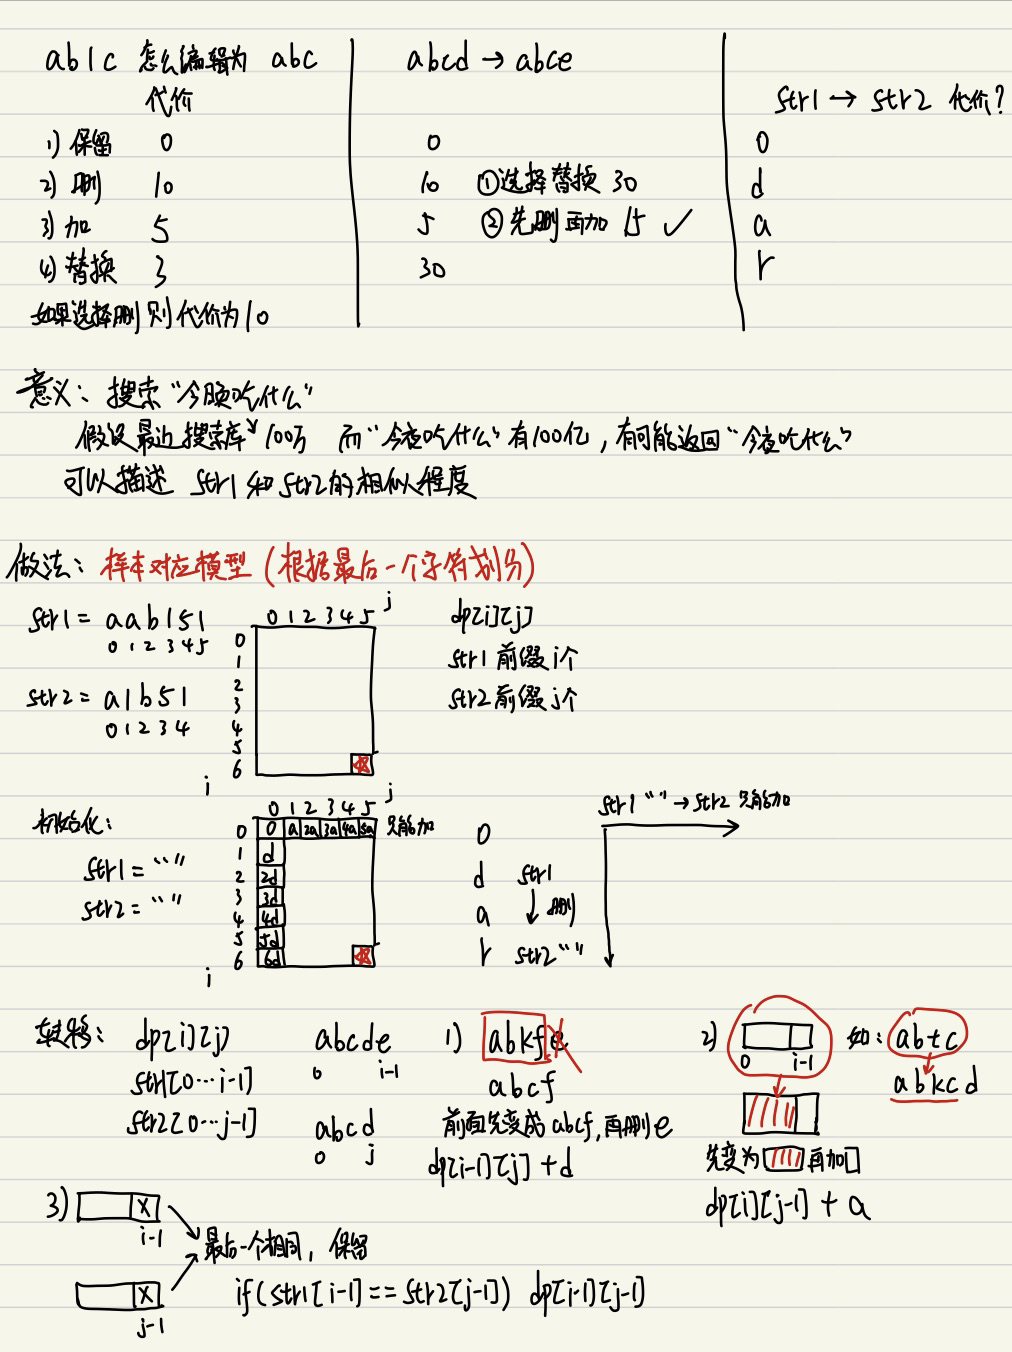 ab1c 怎么编辑为 abc
代价
1) 保留 0
2) 删 10
3) 加 5
4) 替换 3
如果选择删则代价为10
abcd → abce
0
10 ①选择替换 30
5 ②先删再加 15 ✓
30
str1 → str2 代价?
0
d
a
r
意义: 搜索“今晚吃什么”
假设最近搜索库 100万 而“今夜吃什么”有100亿,有可能返回“今夜吃什么”
可以描述 str1 和 str2 的相似程度
做法: 样本对应模型 (根据最后一个字符划分)
str1 = aab151
0 1 2 3 4 5
str2 = a1b51
0 1 2 3 4
0 1 2 3 4 5 j
0
1
2
3
4
5
6
i
dp[i][j]
str1 前缀 i个
str2 前缀 j个
初始化:
str1 = “”
str2 = “”
0 1 2 3 4 5 j
0 0 a 2a 3a 4a 5a 只能加
1 d
2 2d
3 3d
4 4d
5 5d
6 6d
i
0
d
a
r
str1
↓ 删
str2 “”
str1 “” → str2 只能加
转移: dp[i][j]
str1[0…i-1]
str2[0…j-1]
abcde
0 i-1
abcd
0 j
1) abkfe
abcf
前面先变成 abcf, 再删 e
dp[i-1][j] + d
2)
0 i-1
如: abtc
abkcd
先变为 再加
dp[i][j-1] + a
3) x
i-1
x
j-1
最后一个相同, 保留
if(str1[i-1] == str2[j-1]) dp[i-1][j-1]